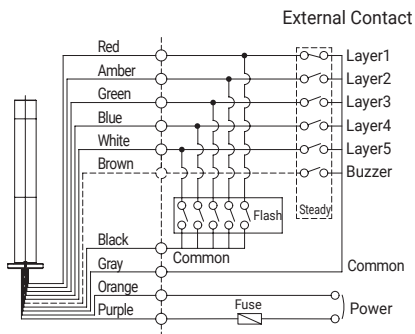 External Contact
Red
Layer1
Amber
Layer2
Green
Layer3
Blue
Layer4
White
Layer5
Brown
Buzzer
Flash
Steady
Black
Common
Gray
Common
Orange
Fuse
Power
Purple